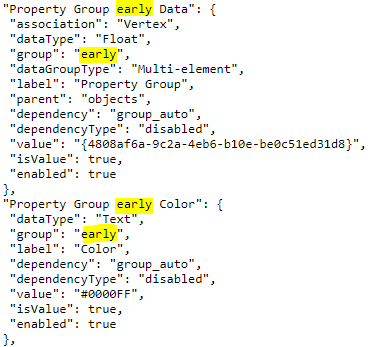 "Property Group early Data": {
"association": "Vertex",
"dataType": "Float",
"group": "early",
"dataGroupType": "Multi-element",
"label": "Property Group",
"parent": "objects",
"dependency": "group_auto",
"dependencyType": "disabled",
"value": "{4808af6a-9c2a-4eb6-b10e-be0c51ed31d8}",
"isValue": true,
"enabled": true
},
"Property Group early Color": {
"dataType": "Text",
"group": "early",
"label": "Color",
"dependency": "group_auto",
"dependencyType": "disabled",
"value": "#0000FF",
"isValue": true,
"enabled": true
},